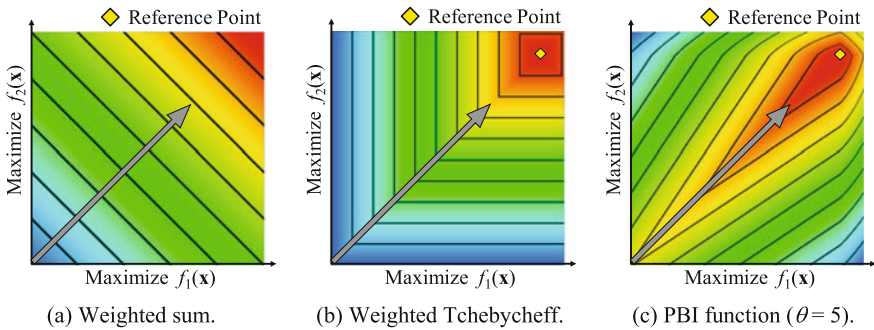 Reference Point
Reference Point
Reference Point
Maximize f₂(x)
Maximize f₂(x)
Maximize f₂(x)
Maximize f₁(x)
Maximize f₁(x)
Maximize f₁(x)
(a) Weighted sum.
(b) Weighted Tchebycheff.
(c) PBI function (θ = 5).